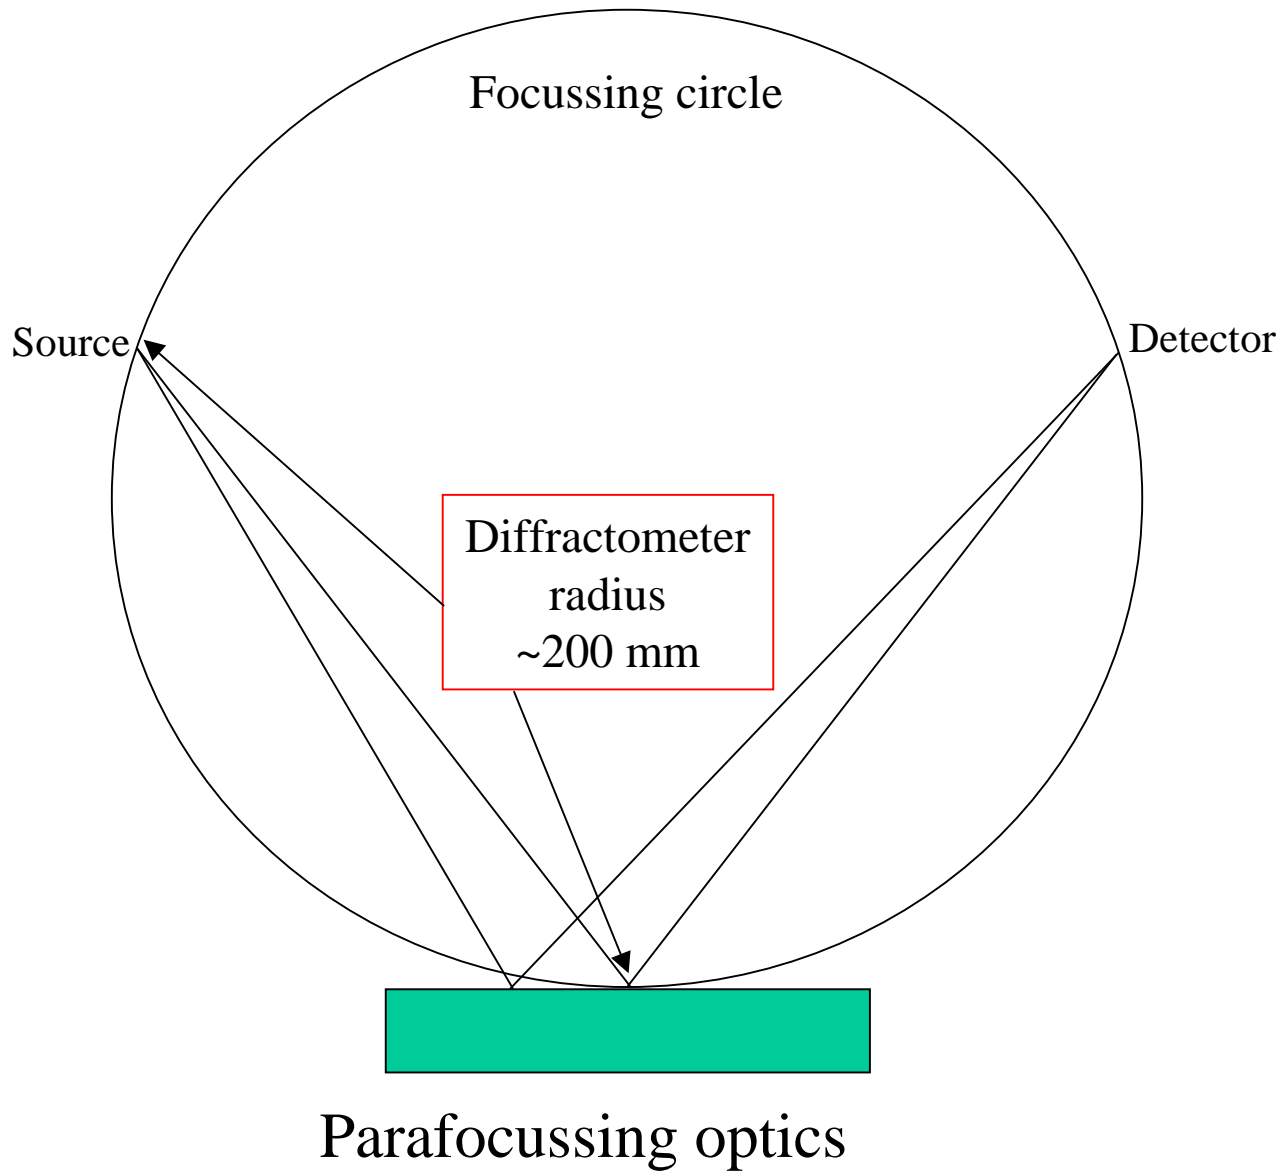 Focussing circle
Source
Detector
Diffractometer
radius
~200 mm
Parafocussing optics